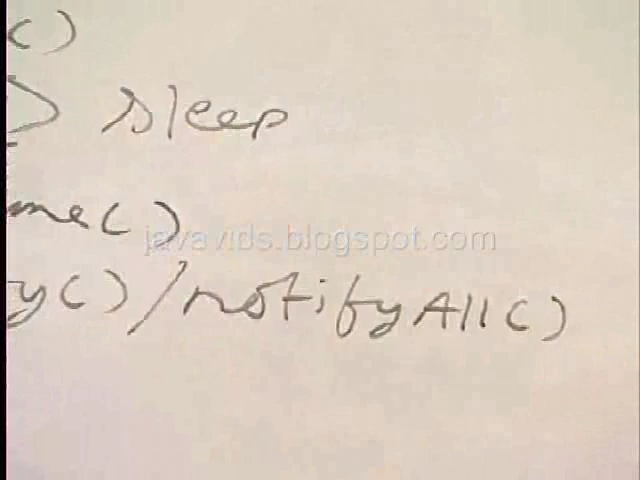 c()
> sleep
me()
javavids.blogspot.com
y()/notifyAll()